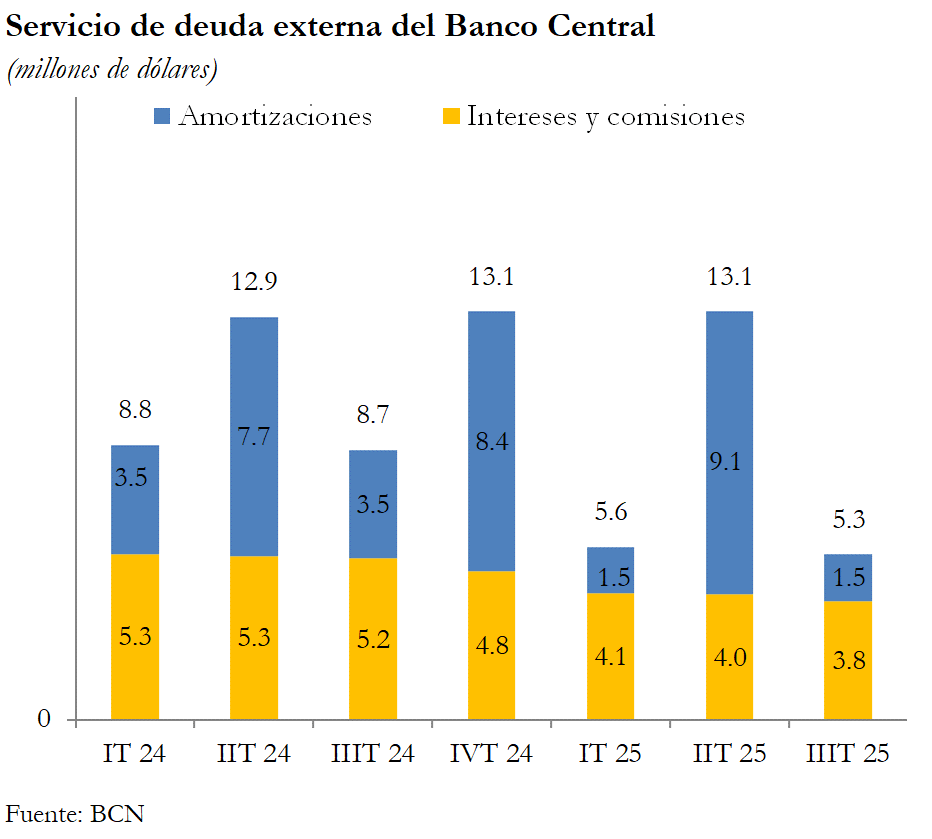 Servicio de deuda externa del Banco Central
(millones de dólares)
Amortizaciones Intereses y comisiones
12.9 13.1 13.1
8.8 8.7
7.7 8.4 9.1
3.5 3.5 5.6 5.3
1.5 1.5
5.3 5.3 5.2 4.8 4.1 4.0 3.8
0
IT 24 IIT 24 IIIT 24 IVT 24 IT 25 IIT 25 IIIT 25
Fuente: BCN